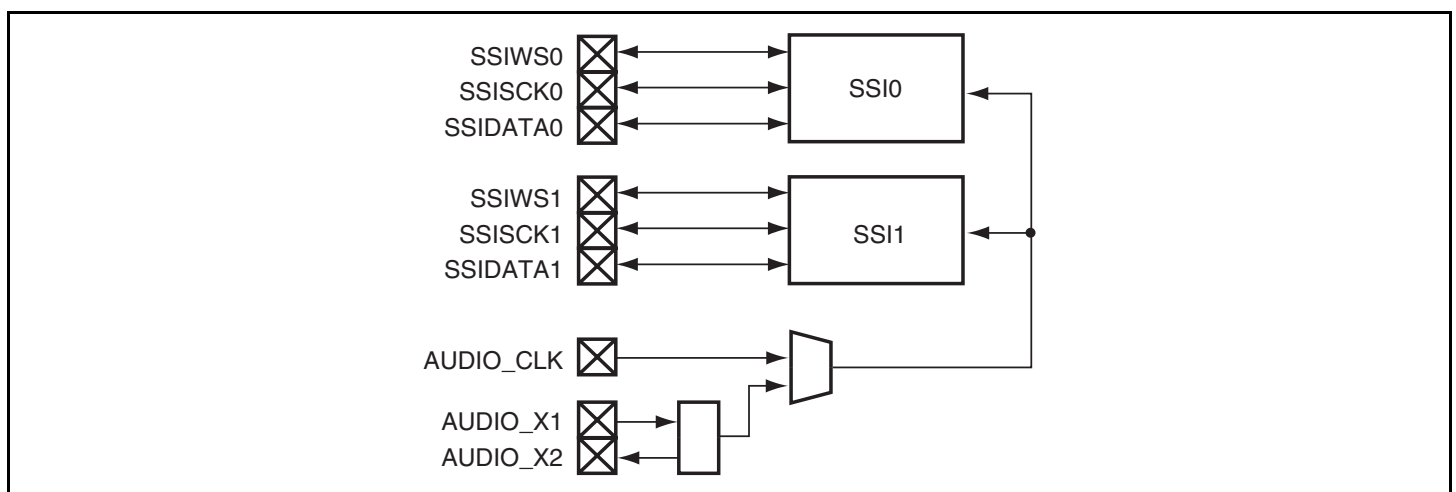 SSIWS0
SSISCK0
SSIDATA0
SSI0
SSIWS1
SSISCK1
SSIDATA1
SSI1
AUDIO_CLK
AUDIO_X1
AUDIO_X2